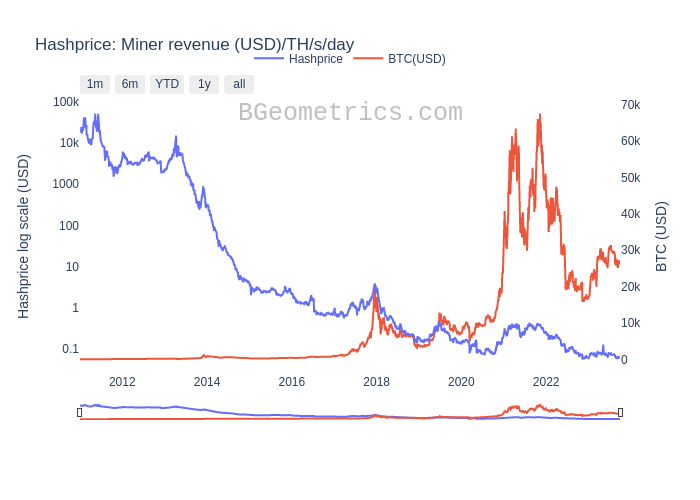 Hashprice: Miner revenue (USD)/TH/s/day
Hashprice BTC(USD)
1m 6m YTD 1y all
BGeometrics.com
Hashprice log scale (USD)
100k
10k
1000
100
10
1
0.1
70k
60k
50k
40k
30k
20k
10k
0
BTC (USD)
2012 2014 2016 2018 2020 2022